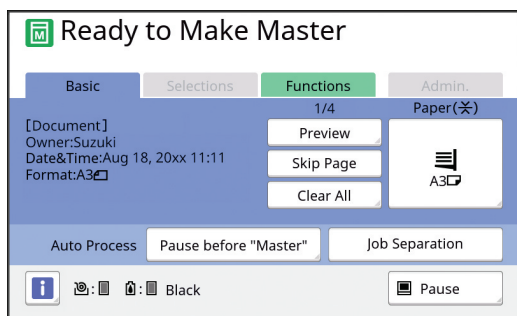 Ready to Make Master
Basic
Selections
Functions
Admin.
1/4
Paper
[Document]
Owner:Suzuki
Date&Time:Aug 18, 20xx 11:11
Format:A3
Preview
Skip Page
Clear All
A3
Auto Process
Pause before "Master"
Job Separation
i
: : Black
Pause